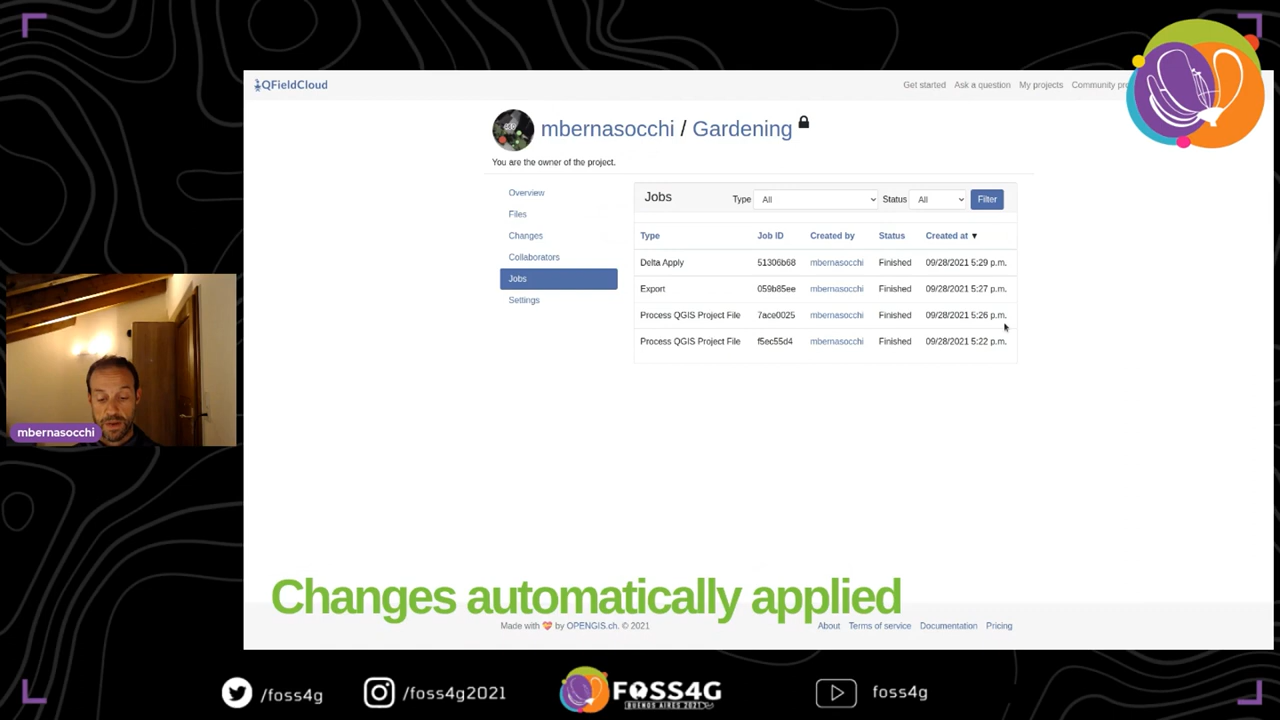 QFieldCloud
Get started Ask a question My projects Community
mbernasocchi / Gardening
You are the owner of the project.
Overview
Files
Changes
Collaborators
Jobs
Settings
Jobs
Type All Status All Filter
Type Job ID Created by Status Created at ▼
Delta Apply 51306b68 mbernasocchi Finished 09/28/2021 5:29 p.m.
Export 059b85ee mbernasocchi Finished 09/28/2021 5:27 p.m.
Process QGIS Project File 7ace0025 mbernasocchi Finished 09/28/2021 5:26 p.m.
Process QGIS Project File f5ec55d4 mbernasocchi Finished 09/28/2021 5:22 p.m.
mbernasocchi
Changes automatically applied
Made with by OPENGIS.ch. © 2021
About Terms of service Documentation Pricing
/foss4g
/foss4g2021
FOSS4G
BUENOS AIRES 2021
foss4g